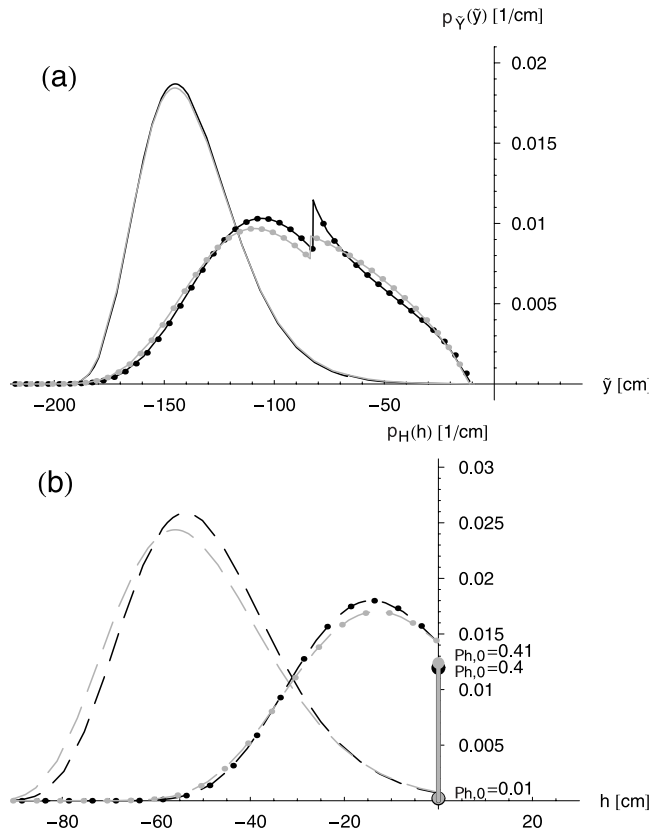 p_Ỹ(ỹ) [1/cm]
(a)
0.02
0.015
0.01
0.005
ỹ [cm]
−200 −150 −100 −50
p_H(h) [1/cm]
(b)
0.03
0.025
0.02
0.015
Ph,0=0.41
Ph,0=0.4
0.01
0.005
Ph,0=0.01
−80 −60 −40 −20 20 h [cm]